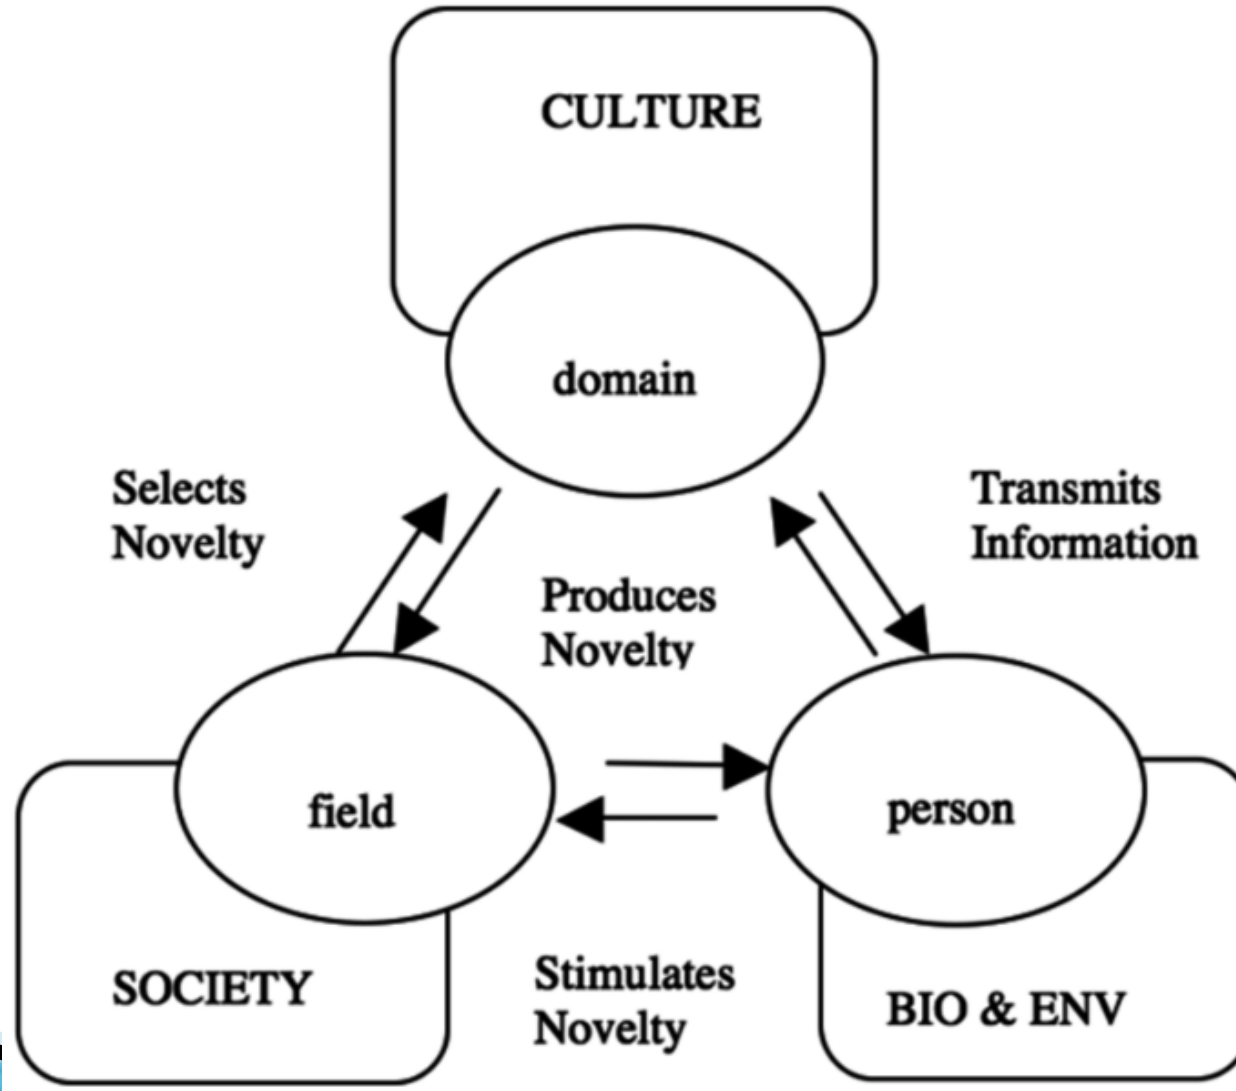 CULTURE
domain
Selects
Novelty
Transmits
Information
Produces
Novelty
field
person
SOCIETY
Stimulates
Novelty
BIO & ENV